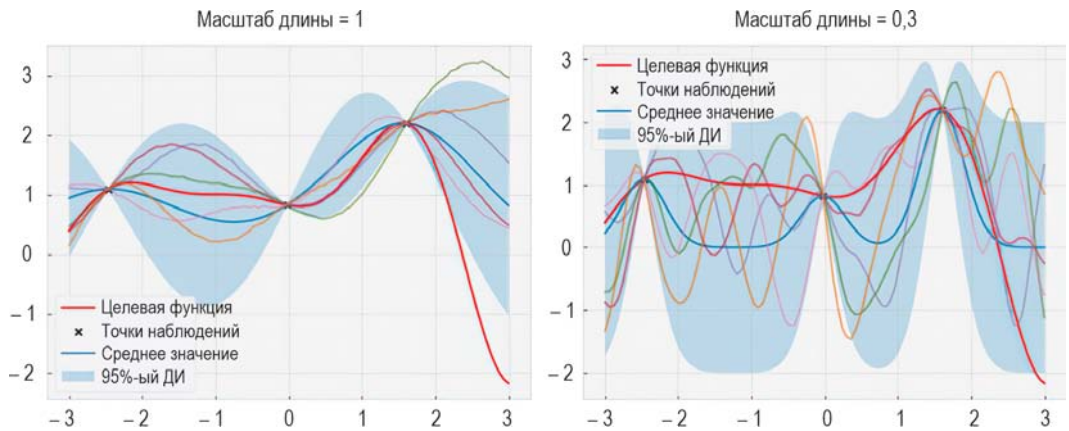 Масштаб длины = 1
3
2
1
0
– 1
– 2
Целевая функция
Точки наблюдений
Среднее значение
95%-ый ДИ
– 3 – 2 – 1 0 1 2 3
Масштаб длины = 0,3
3
2
1
0
– 1
– 2
Целевая функция
Точки наблюдений
Среднее значение
95%-ый ДИ
– 3 – 2 – 1 0 1 2 3